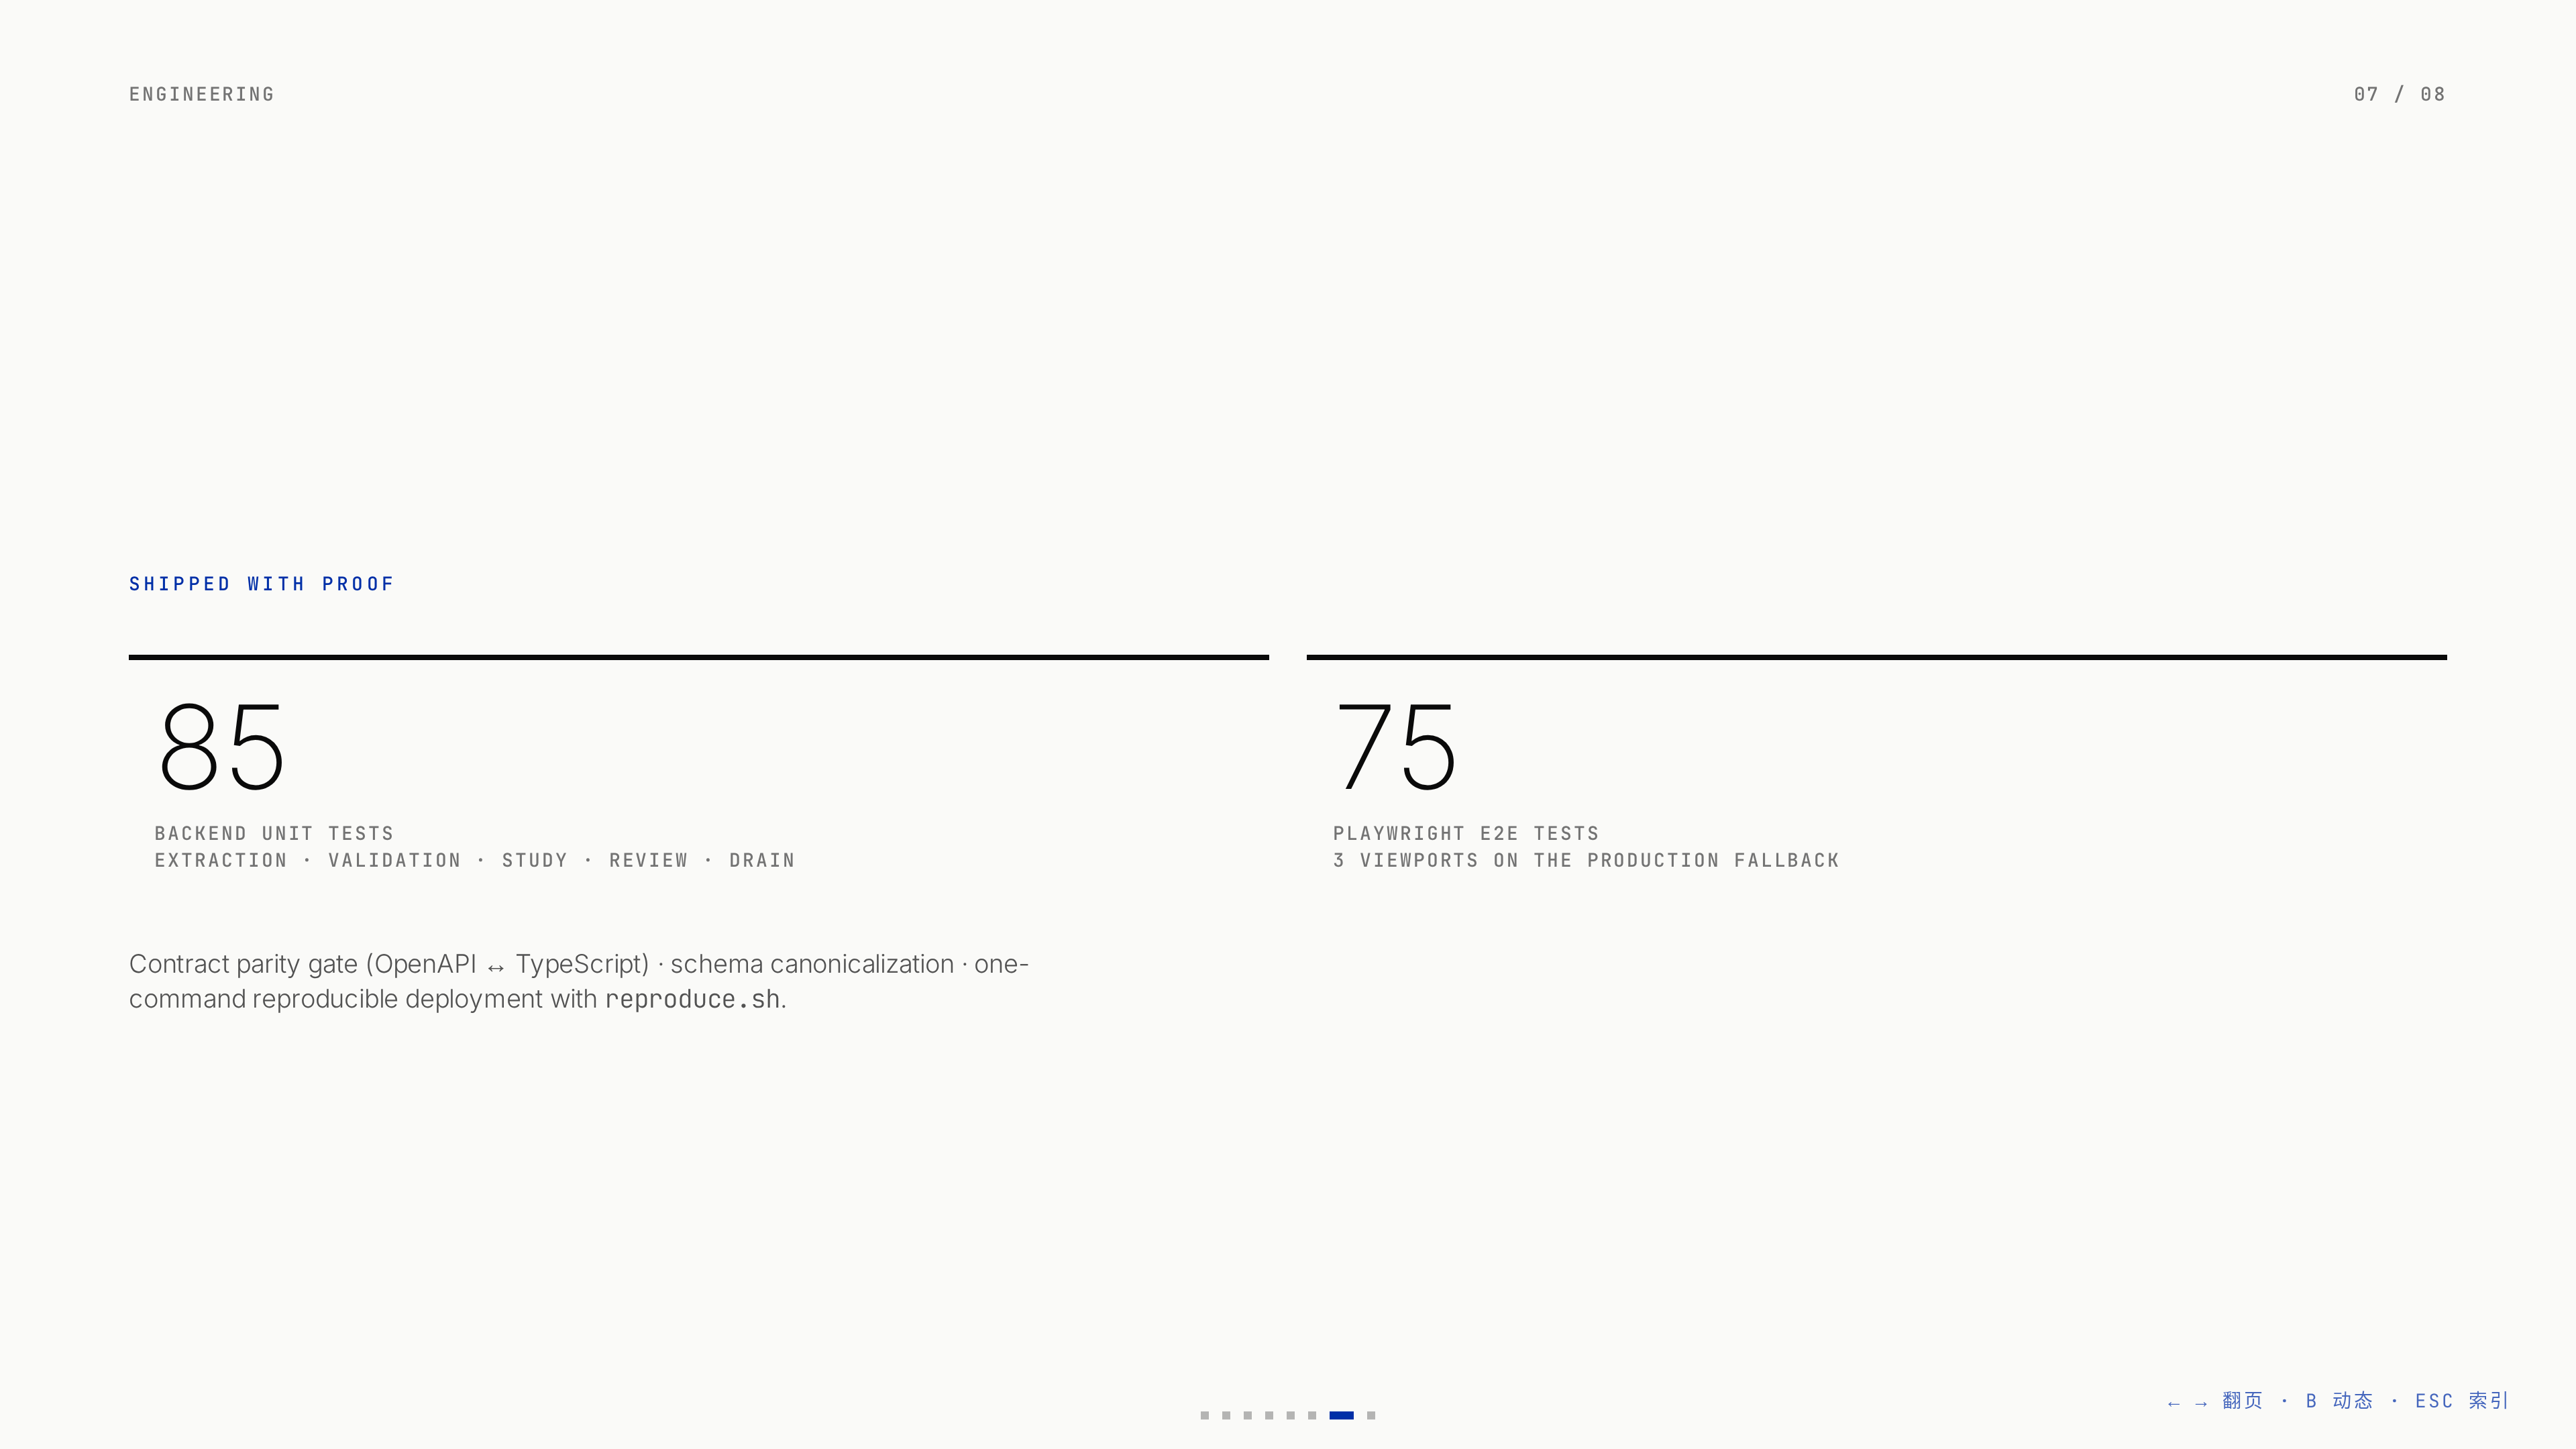 ENGINEERING
07 / 08
SHIPPED WITH PROOF
85
BACKEND UNIT TESTS
EXTRACTION · VALIDATION · STUDY · REVIEW · DRAIN
75
PLAYWRIGHT E2E TESTS
3 VIEWPORTS ON THE PRODUCTION FALLBACK
Contract parity gate (OpenAPI ↔ TypeScript) · schema canonicalization · one-
command reproducible deployment with reproduce.sh.
← → 翻页 · B 动态 · ESC 索引